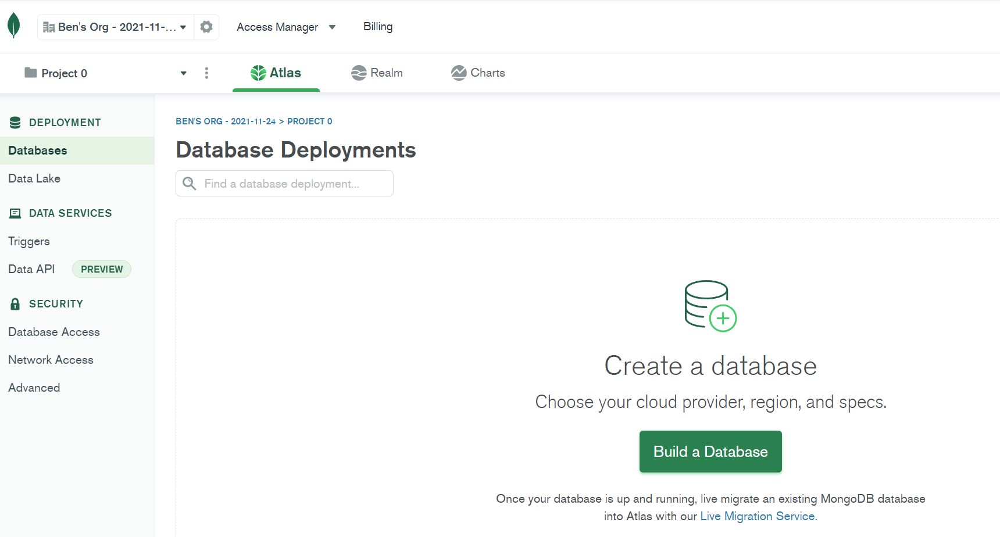 Ben's Org - 2021-11-...
Access Manager
Billing
Project 0
Atlas
Realm
Charts
DEPLOYMENT
Databases
Data Lake
DATA SERVICES
Triggers
Data API PREVIEW
SECURITY
Database Access
Network Access
Advanced
BEN'S ORG - 2021-11-24 > PROJECT 0
Database Deployments
Find a database deployment...
Create a database
Choose your cloud provider, region, and specs.
Build a Database
Once your database is up and running, live migrate an existing MongoDB database
into Atlas with our Live Migration Service.